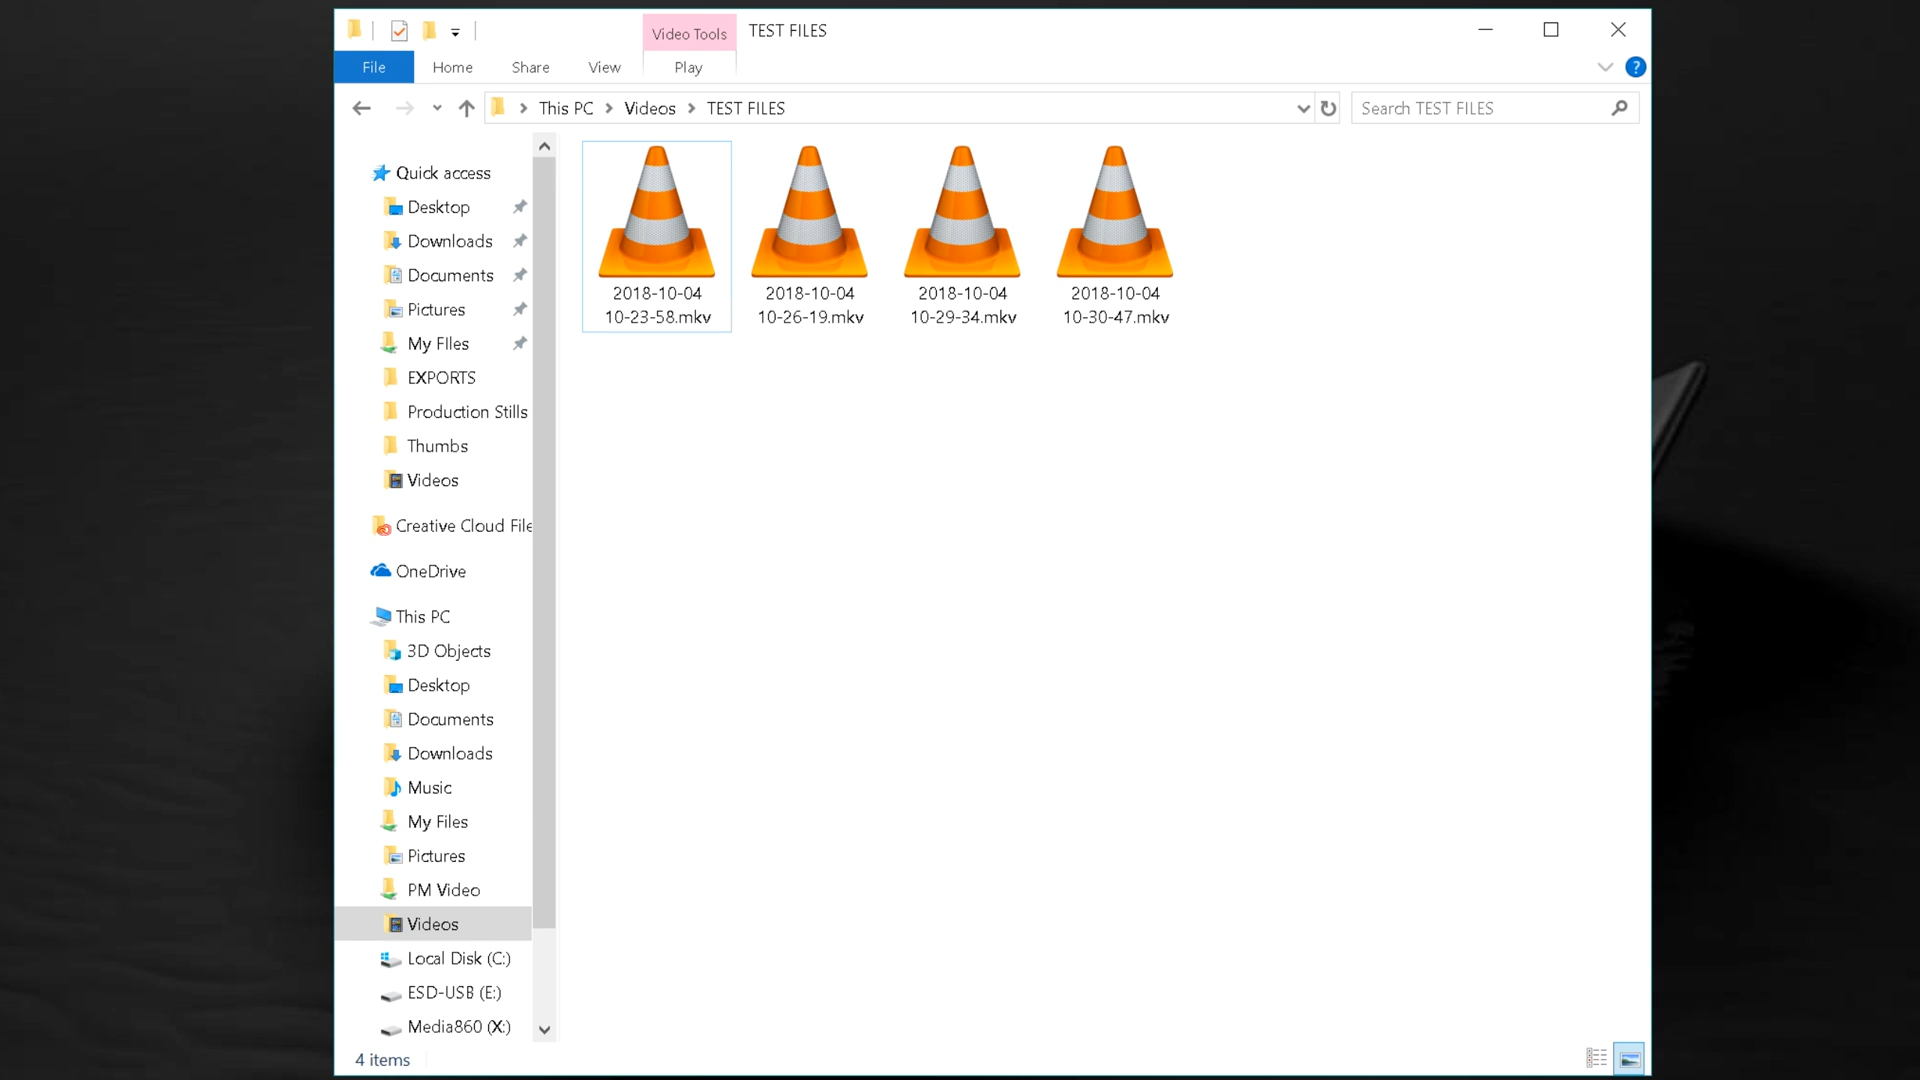 Video Tools
TEST FILES
File
Home
Share
View
Play
?
This PC
Videos
TEST FILES
Search TEST FILES
Quick access
Desktop
Downloads
Documents
Pictures
My FIles
EXPORTS
Production Stills
Thumbs
Videos
Creative Cloud File
OneDrive
This PC
3D Objects
Desktop
Documents
Downloads
Music
My Files
Pictures
PM Video
Videos
Local Disk (C:)
ESD-USB (E:)
Media860 (X:)
2018-10-04
10-23-58.mkv
2018-10-04
10-26-19.mkv
2018-10-04
10-29-34.mkv
2018-10-04
10-30-47.mkv
4 items